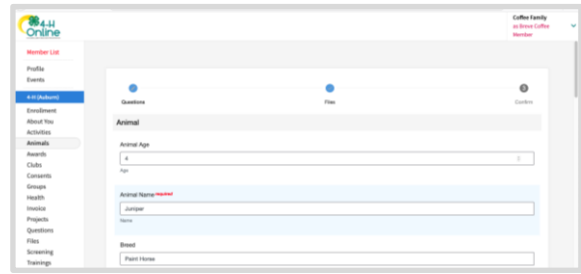 4-H
Online
Coffee Family
as Breve Coffee
Member
Member List
Profile
Events
4-H (Auburn)
Enrollment
About You
Activities
Animals
Awards
Clubs
Consents
Groups
Health
Invoice
Projects
Questions
Files
Screening
Trainings
Questions
Files
3
Confirm
Animal
Animal Age
4
Age
Animal Name required
Juniper
Name
Breed
Paint Horse